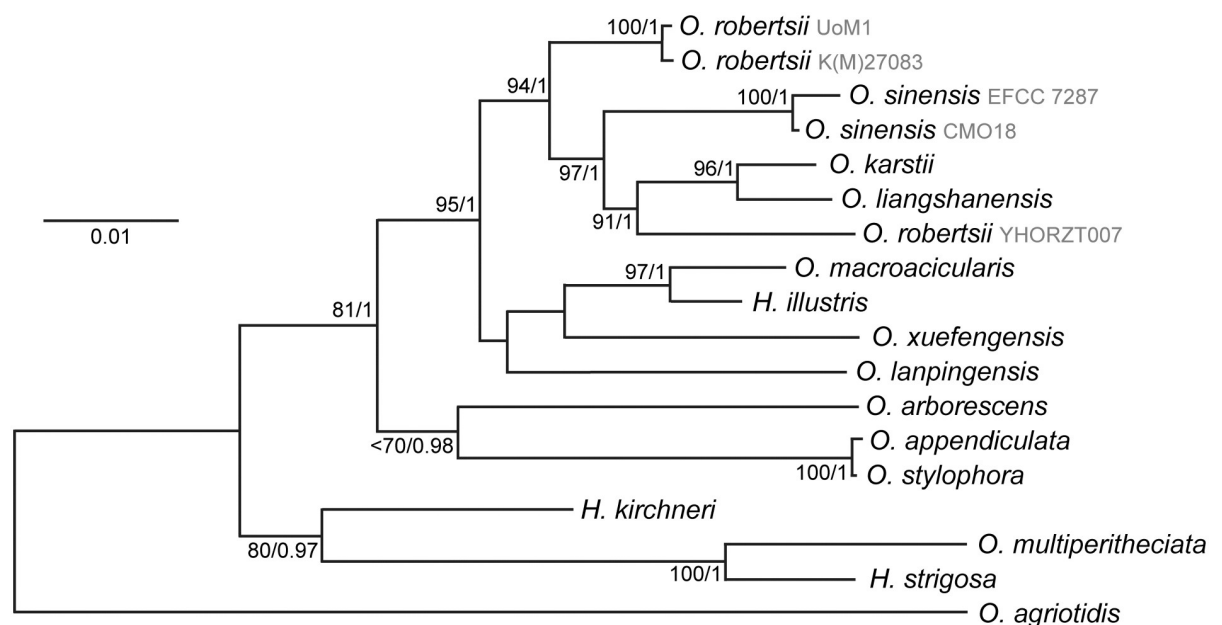 100/1 O. robertsii UoM1
O. robertsii K(M)27083
94/1
100/1 O. sinensis EFCC 7287
O. sinensis CMO18
97/1
96/1 O. karstii
O. liangshanensis
95/1
91/1
O. robertsii YHORZT007
0.01
97/1 O. macroacicularis
H. illustris
81/1
O. xuefengensis
O. lanpingensis
O. arborescens
<70/0.98
O. appendiculata
100/1 O. stylophora
H. kirchneri
80/0.97
O. multiperitheciata
100/1 H. strigosa
O. agriotidis